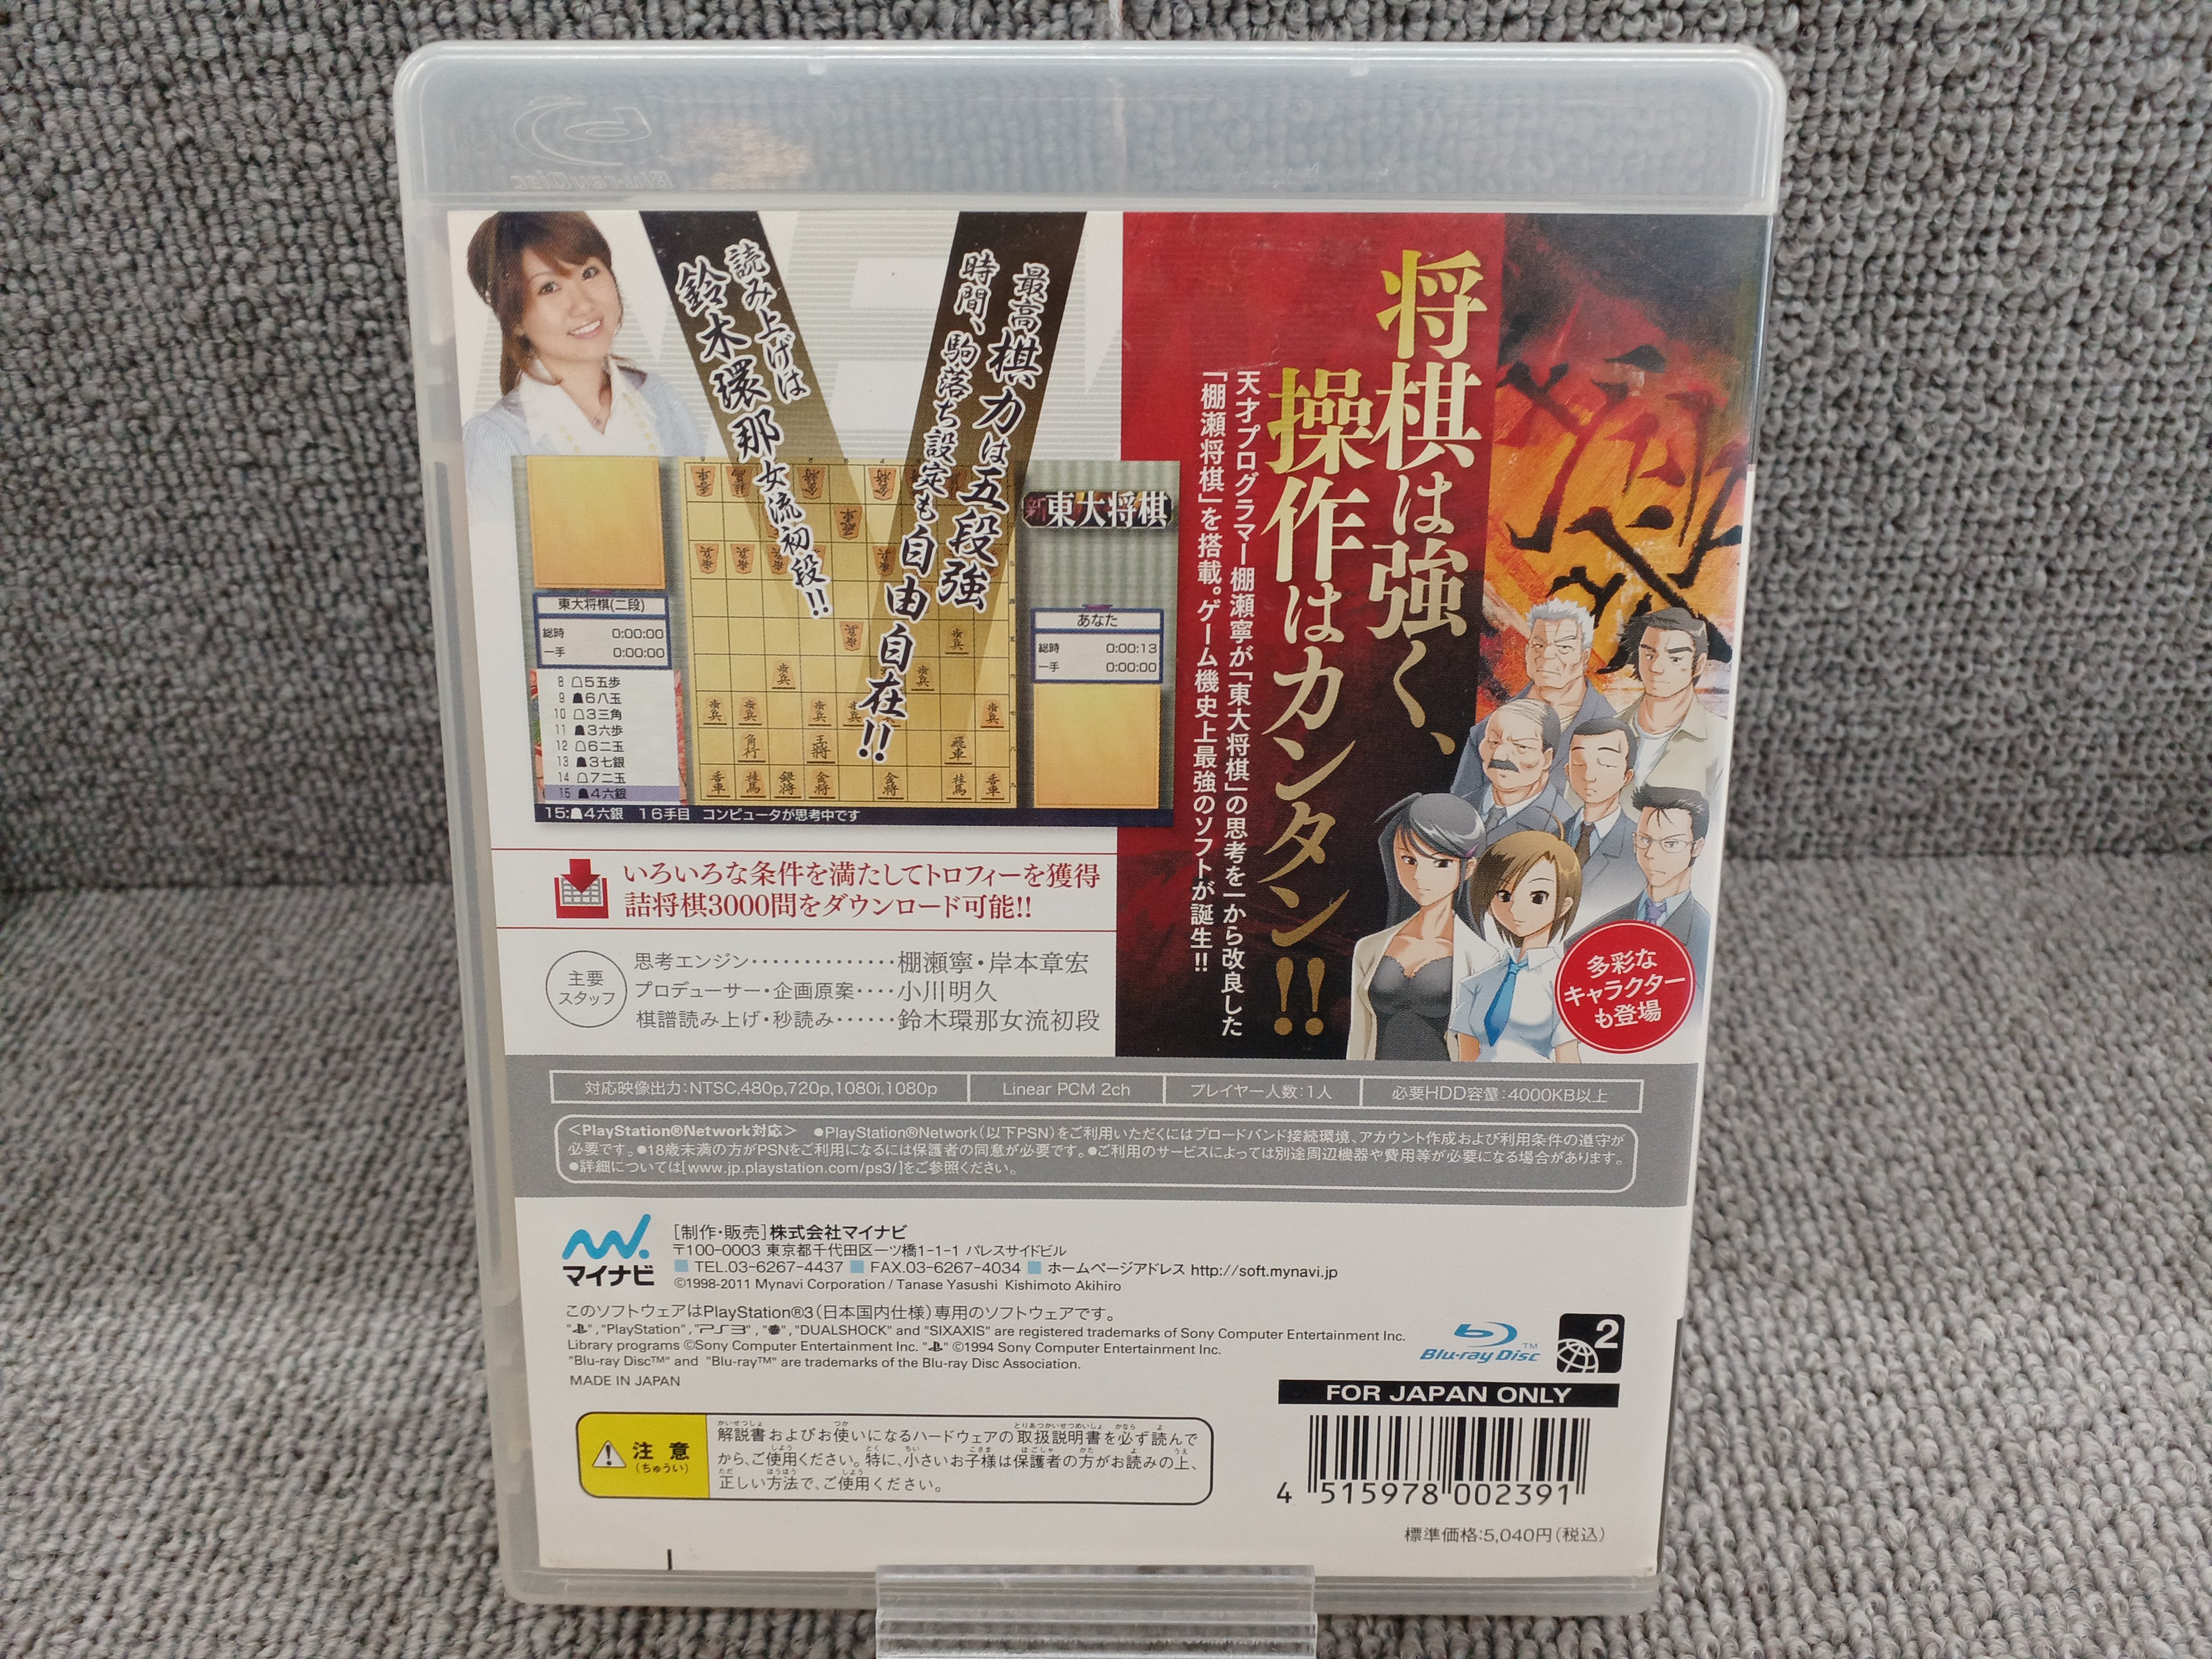 Blu-ray Disc
将棋は強く、
操作はカンタン!!
天才プログラマー棚瀬寧が「東大将棋」の思考を一から改良した
「棚瀬将棋」を搭載。ゲーム機史上最強のソフトが誕生!!
最高棋力は五段強
時間、駒落ち設定も自由自在!!
読み上げは
鈴木環那女流初段!!
新東大将棋
東大将棋(二段)
総時 0:00:00
一手 0:00:00
あなた
総時 0:00:13
一手 0:00:00
8 ☖5五歩
9 ☗6八玉
10 ☖3三角
11 ☗3六歩
12 ☖6二玉
13 ☗3七銀
14 ☖7二玉
15 ☗4六銀
15:☗4六銀 16手目 コンピュータが思考中です
多彩な
キャラクター
も登場
いろいろな条件を満たしてトロフィーを獲得
詰将棋3000問をダウンロード可能!!
主要
スタッフ
思考エンジン··············棚瀬寧・岸本章宏
プロデューサー・企画原案····小川明久
棋譜読み上げ・秒読み······鈴木環那女流初段
対応映像出力:NTSC,480p,720p,1080i,1080p
Linear PCM 2ch
プレイヤー人数:1人
必要HDD容量:4000KB以上
<PlayStation®Network対応> ●PlayStation®Network(以下PSN)をご利用いただくにはブロードバンド接続環境、アカウント作成および利用条件の遵守が
必要です。●18歳未満の方がPSNをご利用になるには保護者の同意が必要です。●ご利用のサービスによっては別途周辺機器や費用等が必要になる場合があります。
●詳細については[www.jp.playstation.com/ps3/]をご参照ください。
マイナビ
[制作・販売]株式会社マイナビ
〒100-0003 東京都千代田区一ツ橋1-1-1 パレスサイドビル
■ TEL.03-6267-4437 ■ FAX.03-6267-4034 ■ ホームページアドレス http://soft.mynavi.jp
©1998-2011 Mynavi Corporation / Tanase Yasushi Kishimoto Akihiro
このソフトウェアはPlayStation®3(日本国内仕様)専用のソフトウェアです。
" ", "PlayStation", "PS3", " ", "DUALSHOCK" and "SIXAXIS" are registered trademarks of Sony Computer Entertainment Inc.
Library programs ©Sony Computer Entertainment Inc. " " ©1994 Sony Computer Entertainment Inc.
"Blu-ray Disc™" and "Blu-ray™" are trademarks of the Blu-ray Disc Association.
MADE IN JAPAN
Blu-ray Disc™
2
FOR JAPAN ONLY
4 515978 002391
標準価格:5,040円(税込)
注意
(ちゅうい)
解説書およびお使いになるハードウェアの取扱説明書を必ず読んで
から、ご使用ください。特に、小さいお子様は保護者の方がお読みの上、
正しい方法で、ご使用ください。